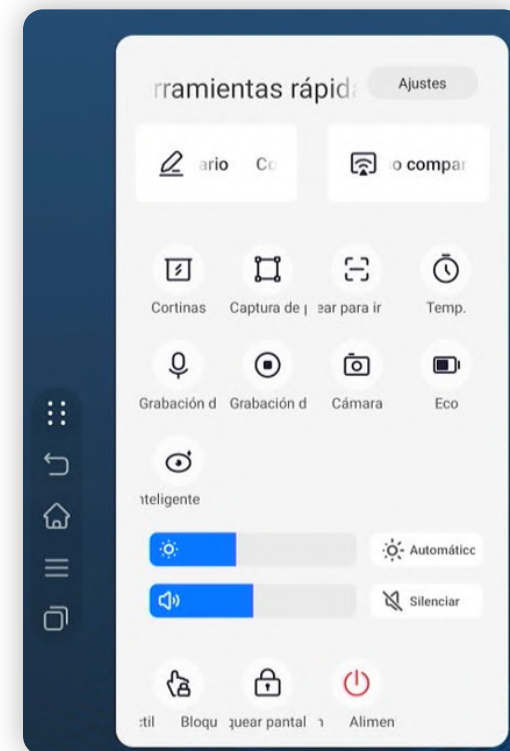 rramientas rápid Ajustes
ario Co o compar
Cortinas Captura de ear para ir Temp.
Grabación d Grabación d Cámara Eco
nteligente
Automátic
Silenciar
til Bloqu quear pantal Alimen